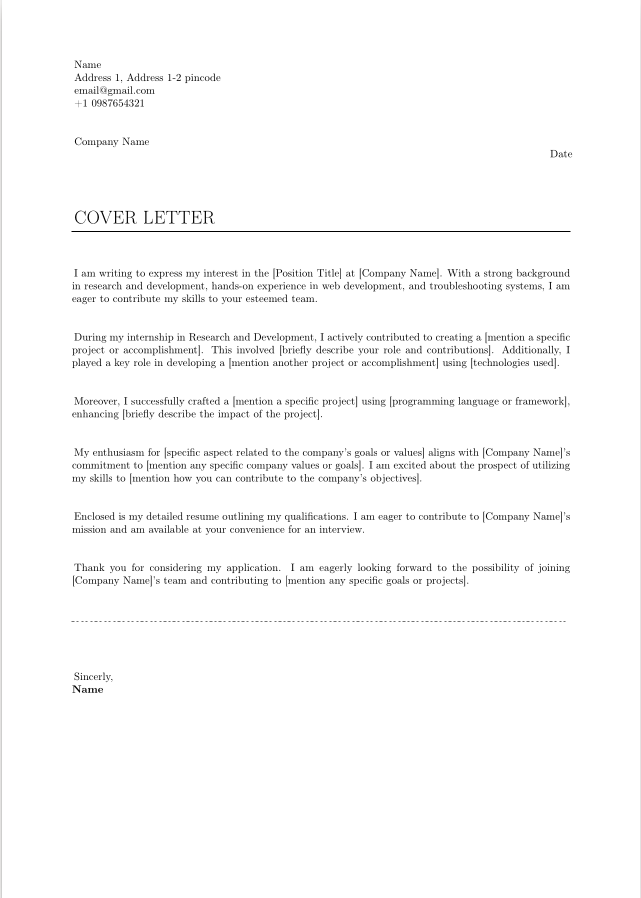 Name
Address 1, Address 1-2 pincode
email@gmail.com
+1 0987654321
Company Name
Date
COVER LETTER
I am writing to express my interest in the [Position Title] at [Company Name]. With a strong background
in research and development, hands-on experience in web development, and troubleshooting systems, I am
eager to contribute my skills to your esteemed team.
During my internship in Research and Development, I actively contributed to creating a [mention a specific
project or accomplishment]. This involved [briefly describe your role and contributions]. Additionally, I
played a key role in developing a [mention another project or accomplishment] using [technologies used].
Moreover, I successfully crafted a [mention a specific project] using [programming language or framework],
enhancing [briefly describe the impact of the project].
My enthusiasm for [specific aspect related to the company's goals or values] aligns with [Company Name]'s
commitment to [mention any specific company values or goals]. I am excited about the prospect of utilizing
my skills to [mention how you can contribute to the company's objectives].
Enclosed is my detailed resume outlining my qualifications. I am eager to contribute to [Company Name]'s
mission and am available at your convenience for an interview.
Thank you for considering my application. I am eagerly looking forward to the possibility of joining
[Company Name]'s team and contributing to [mention any specific goals or projects].
Sincerely,
Name